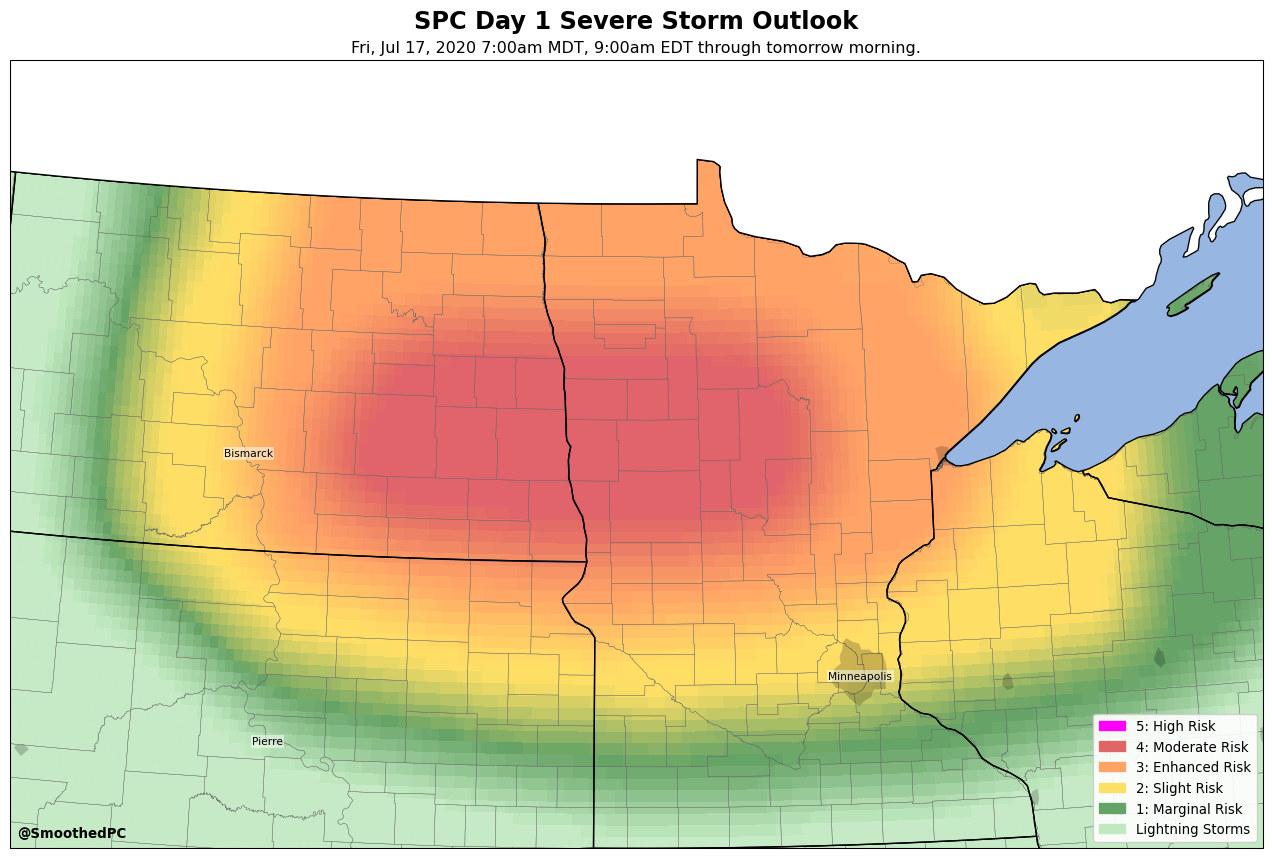 SPC Day 1 Severe Storm Outlook
Fri, Jul 17, 2020 7:00am MDT, 9:00am EDT through tomorrow morning.
Bismarck
Minneapolis
Pierre
5: High Risk
4: Moderate Risk
3: Enhanced Risk
2: Slight Risk
1: Marginal Risk
Lightning Storms
@SmoothedPC